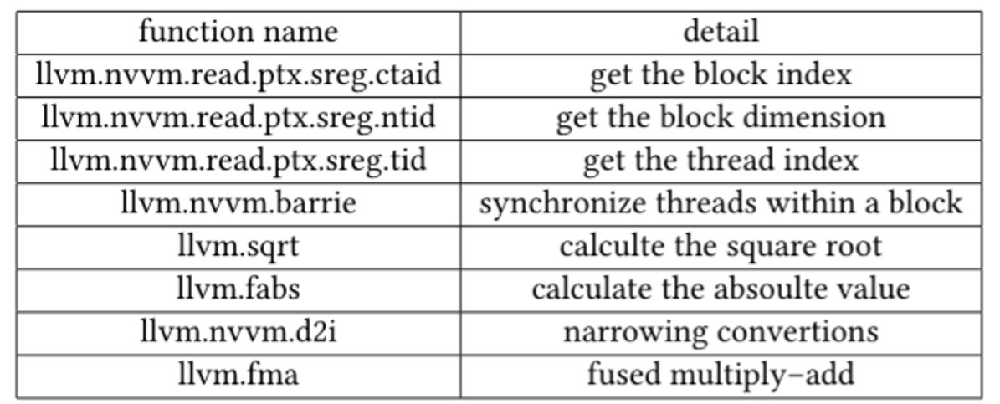 function name detail
llvm.nvvm.read.ptx.sreg.ctaid get the block index
llvm.nvvm.read.ptx.sreg.ntid get the block dimension
llvm.nvvm.read.ptx.sreg.tid get the thread index
llvm.nvvm.barrie synchronize threads within a block
llvm.sqrt calculte the square root
llvm.fabs calculate the absoulte value
llvm.nvvm.d2i narrowing convertions
llvm.fma fused multiply–add